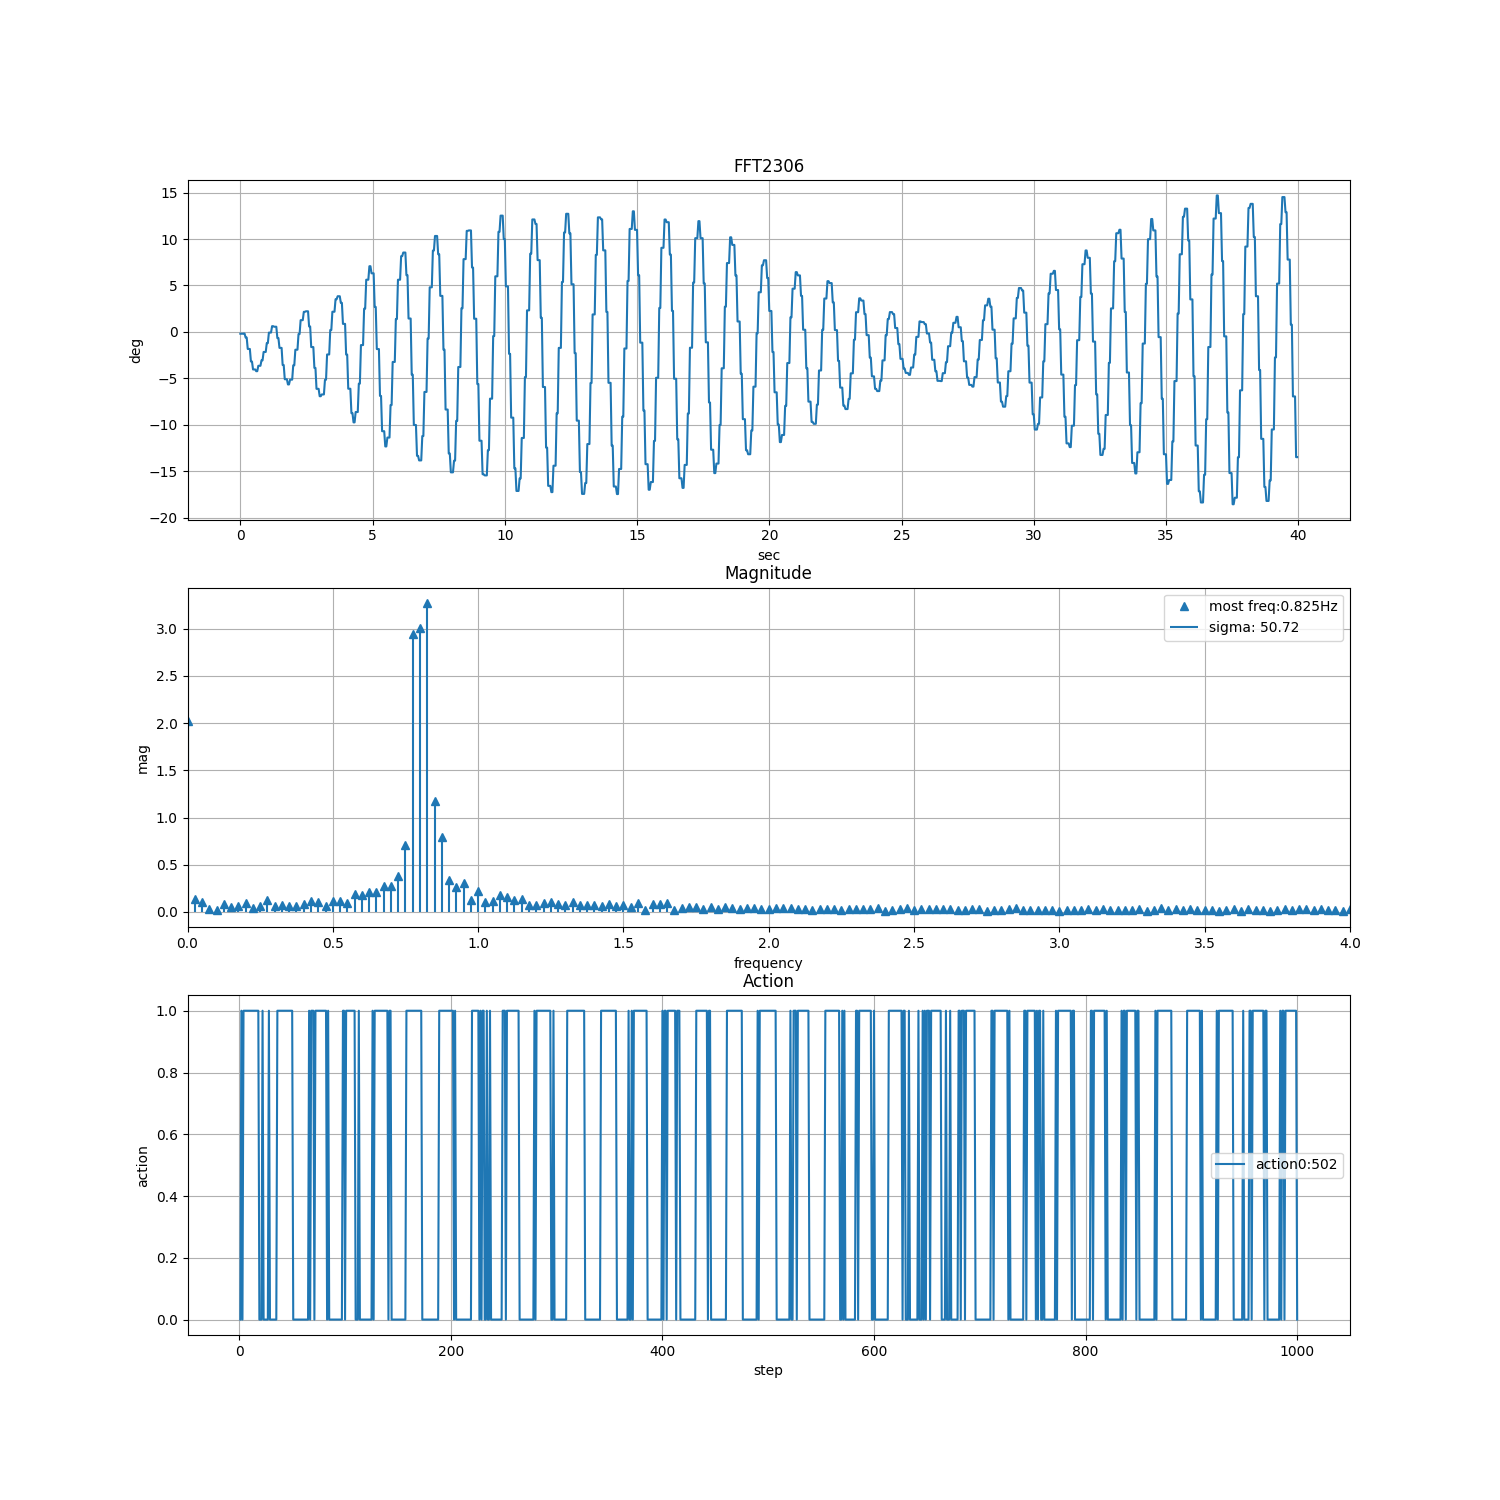 FFT2306
15
10
5
0
−5
−10
−15
−20
deg
0 5 10 15 20 25 30 35 40
sec
Magnitude
most freq:0.825Hz
sigma: 50.72
3.0
2.5
2.0
1.5
1.0
0.5
0.0
mag
0.0 0.5 1.0 1.5 2.0 2.5 3.0 3.5 4.0
frequency
Action
1.0
0.8
0.6
0.4
0.2
0.0
action
action0:502
0 200 400 600 800 1000
step